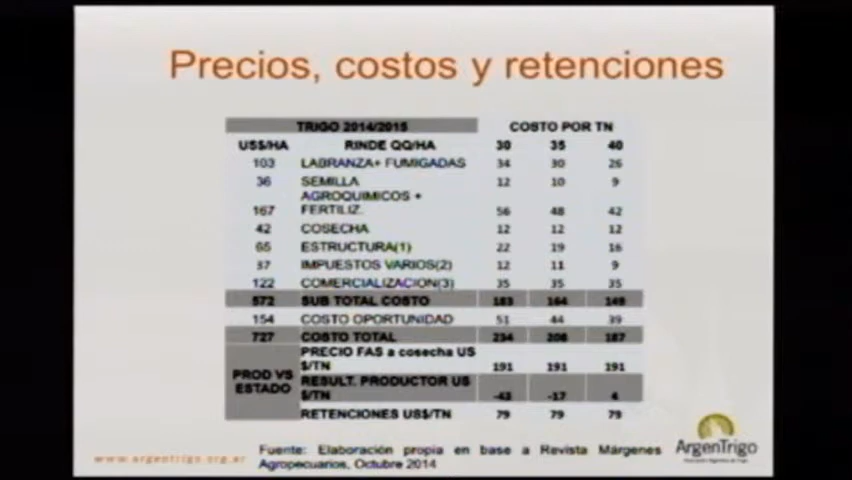 Precios, costos y retenciones
TRIGO 2014/2015 COSTO POR TN
US$/HA RINDE QQ/HA 30 35 40
103 LABRANZA+ FUMIGADAS 34 30 26
36 SEMILLA 12 10 9
AGROQUIMICOS +
167 FERTILIZ. 56 48 42
42 COSECHA 12 12 12
65 ESTRUCTURA(1) 22 19 16
37 IMPUESTOS VARIOS(2) 12 11 9
122 COMERCIALIZACION(3) 35 35 35
572 SUB TOTAL COSTO 183 164 149
154 COSTO OPORTUNIDAD 51 44 39
727 COSTO TOTAL 234 208 187
PROD VS ESTADO
PRECIO FAS a cosecha US
$/TN 191 191 191
RESULT. PRODUCTOR US
$/TN -43 -17 4
RETENCIONES US$/TN 79 79 79
www.argentrigo.org.ar
Fuente: Elaboración propia en base a Revista Márgenes
Agropecuarios, Octubre 2014
ArgenTrigo